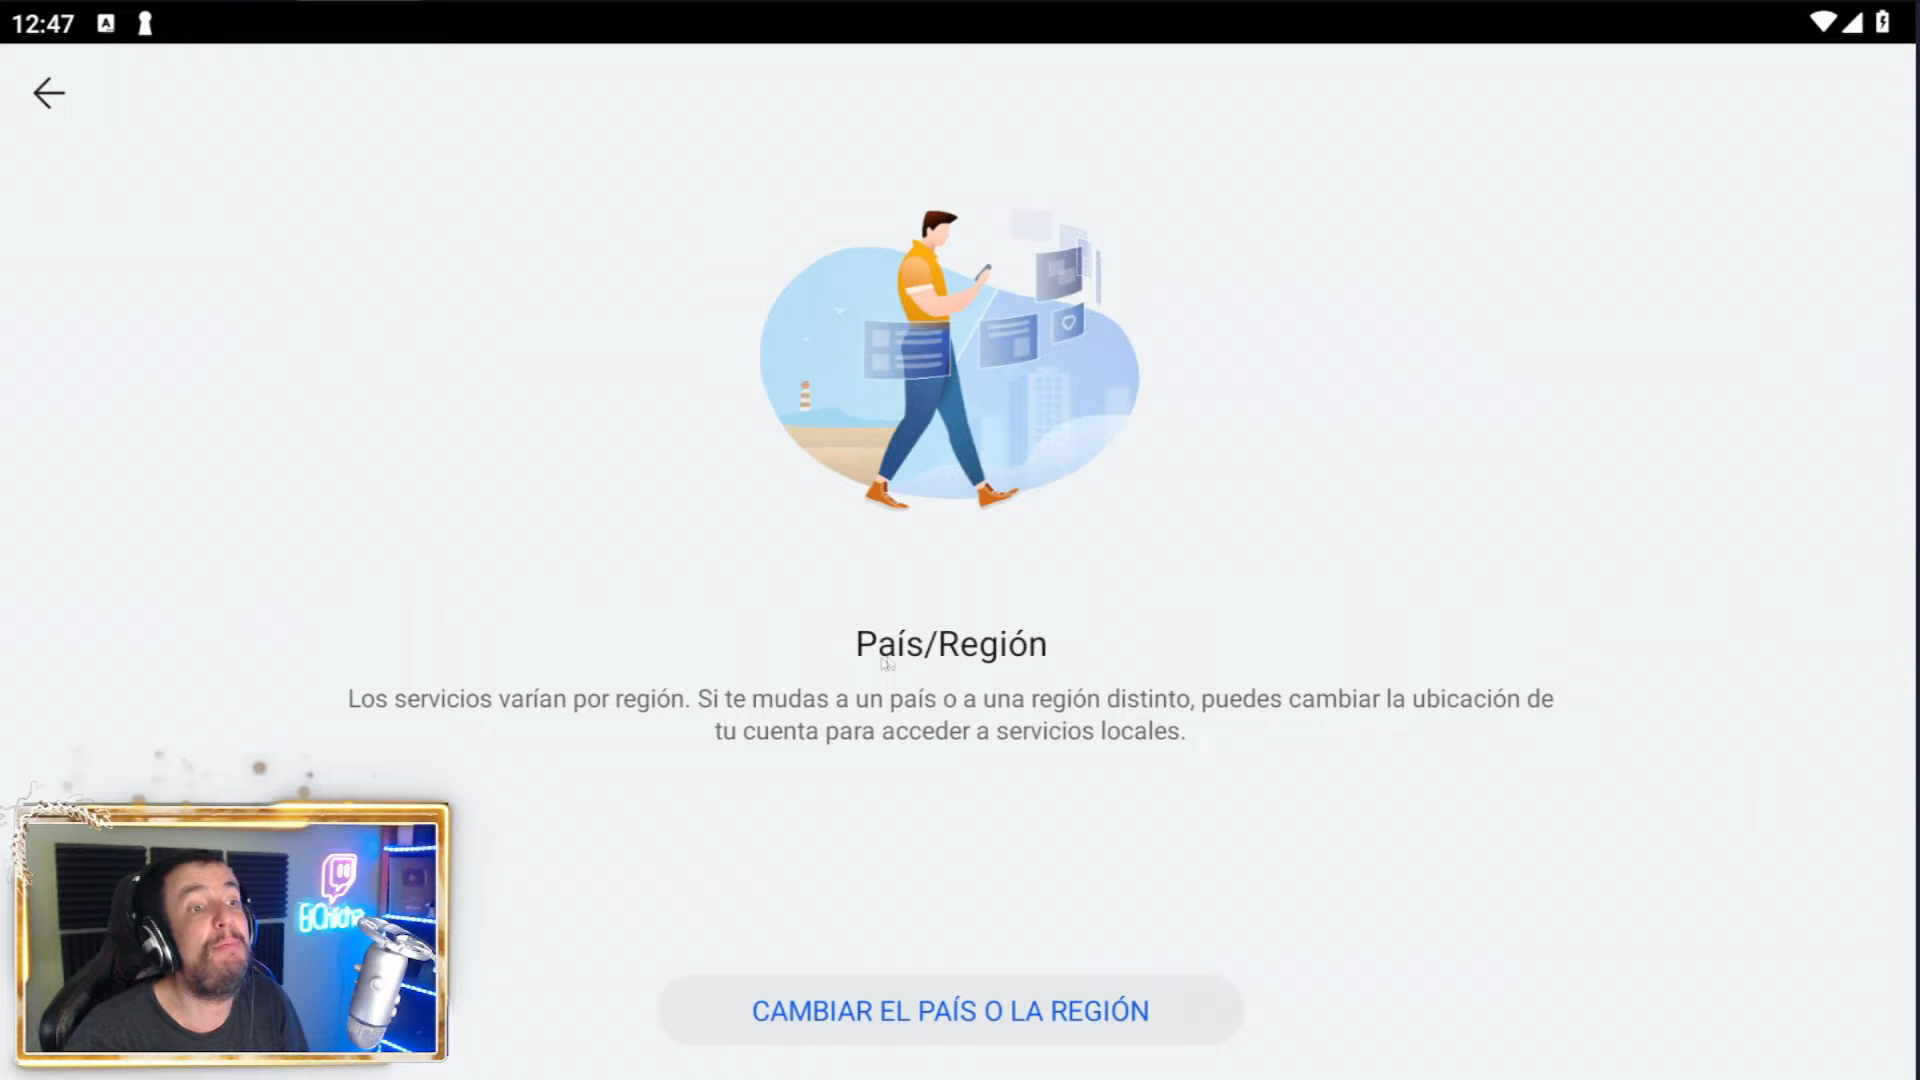 12:47
País/Región
Los servicios varían por región. Si te mudas a un país o a una región distinto, puedes cambiar la ubicación de
tu cuenta para acceder a servicios locales.
CAMBIAR EL PAÍS O LA REGIÓN